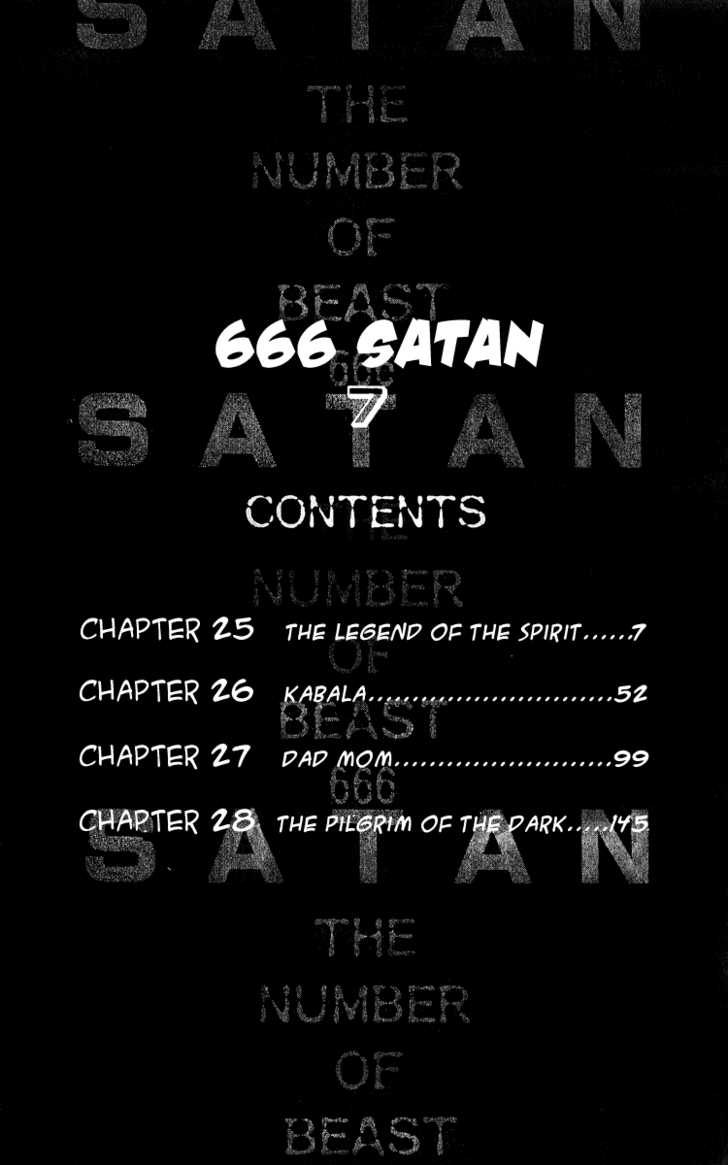 SATAN
THE
NUMBER
OF
BEAST
666 SATAN
666
7
SATAN
CONTENTS
THE
NUMBER
CHAPTER 25 THE LEGEND OF THE SPIRIT......7
OF
CHAPTER 26 KABALA............................52
BEAST
CHAPTER 27 DAD MOM.........................99
666
CHAPTER 28 THE PILGRIM OF THE DARK.....145
SATAN
THE
NUMBER
OF
BEAST